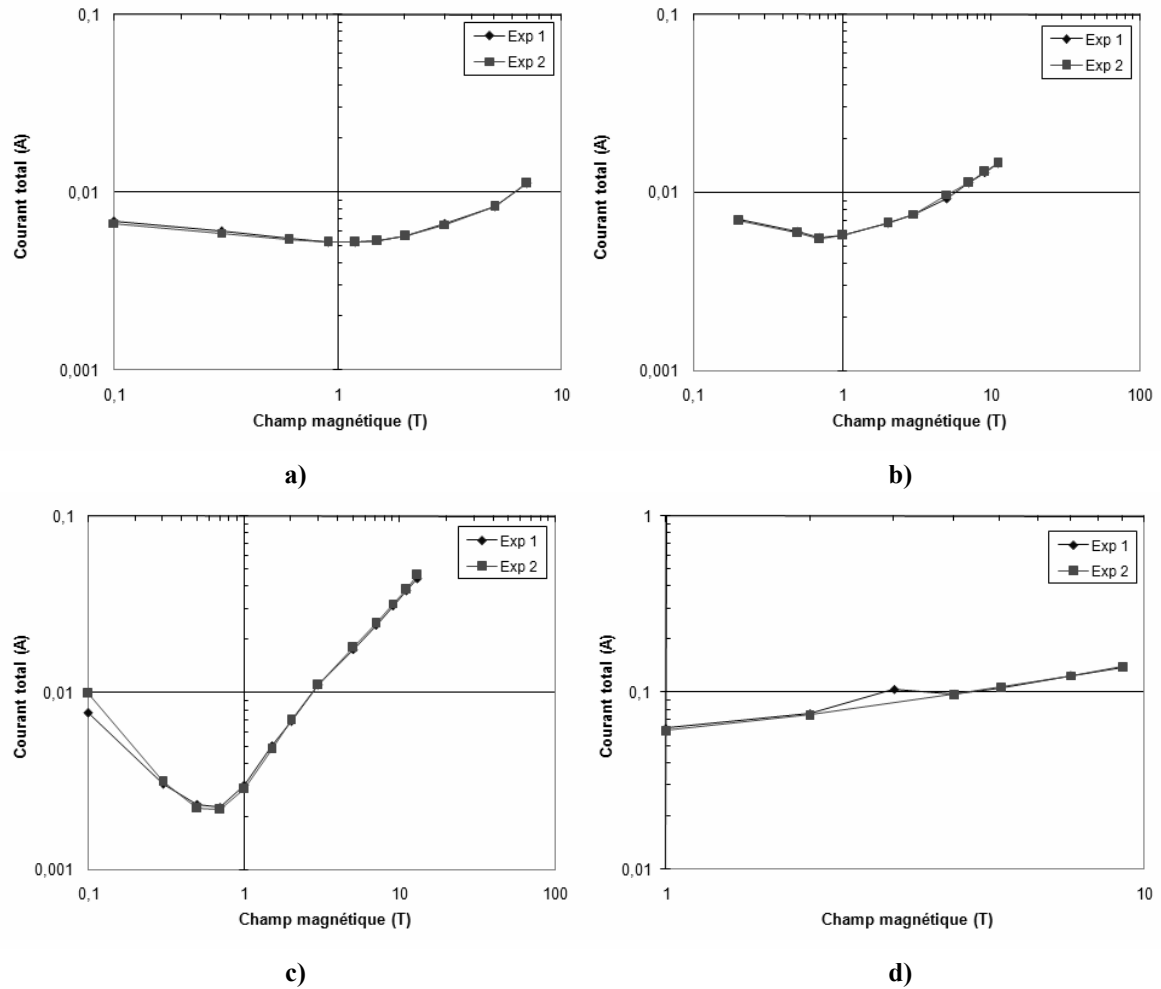 0,1
Exp 1
Exp 2
Courant total (A)
0,01
0,001
0,1
1
10
Champ magnétique (T)
a)
0,1
Exp 1
Exp 2
Courant total (A)
0,01
0,001
0,1
1
10
100
Champ magnétique (T)
b)
0,1
Exp 1
Exp 2
Courant total (A)
0,01
0,001
0,1
1
10
100
Champ magnétique (T)
c)
1
Exp 1
Exp 2
Courant total (A)
0,1
0,01
1
10
Champ magnétique (T)
d)